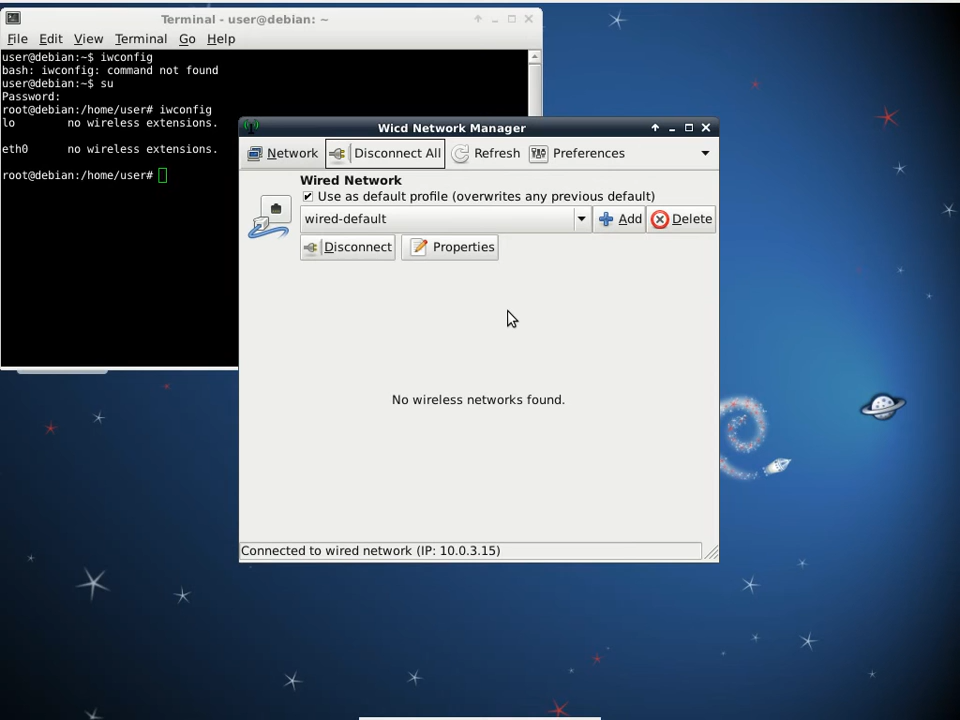 Terminal - user@debian: ~
File Edit View Terminal Go Help
user@debian:~$ iwconfig
bash: iwconfig: command not found
user@debian:~$ su
Password:
root@debian:/home/user# iwconfig
lo        no wireless extensions.
eth0      no wireless extensions.
root@debian:/home/user#
Wicd Network Manager
Network Disconnect All Refresh Preferences
Wired Network
Use as default profile (overwrites any previous default)
wired-default Add Delete
Disconnect Properties
No wireless networks found.
Connected to wired network (IP: 10.0.3.15)